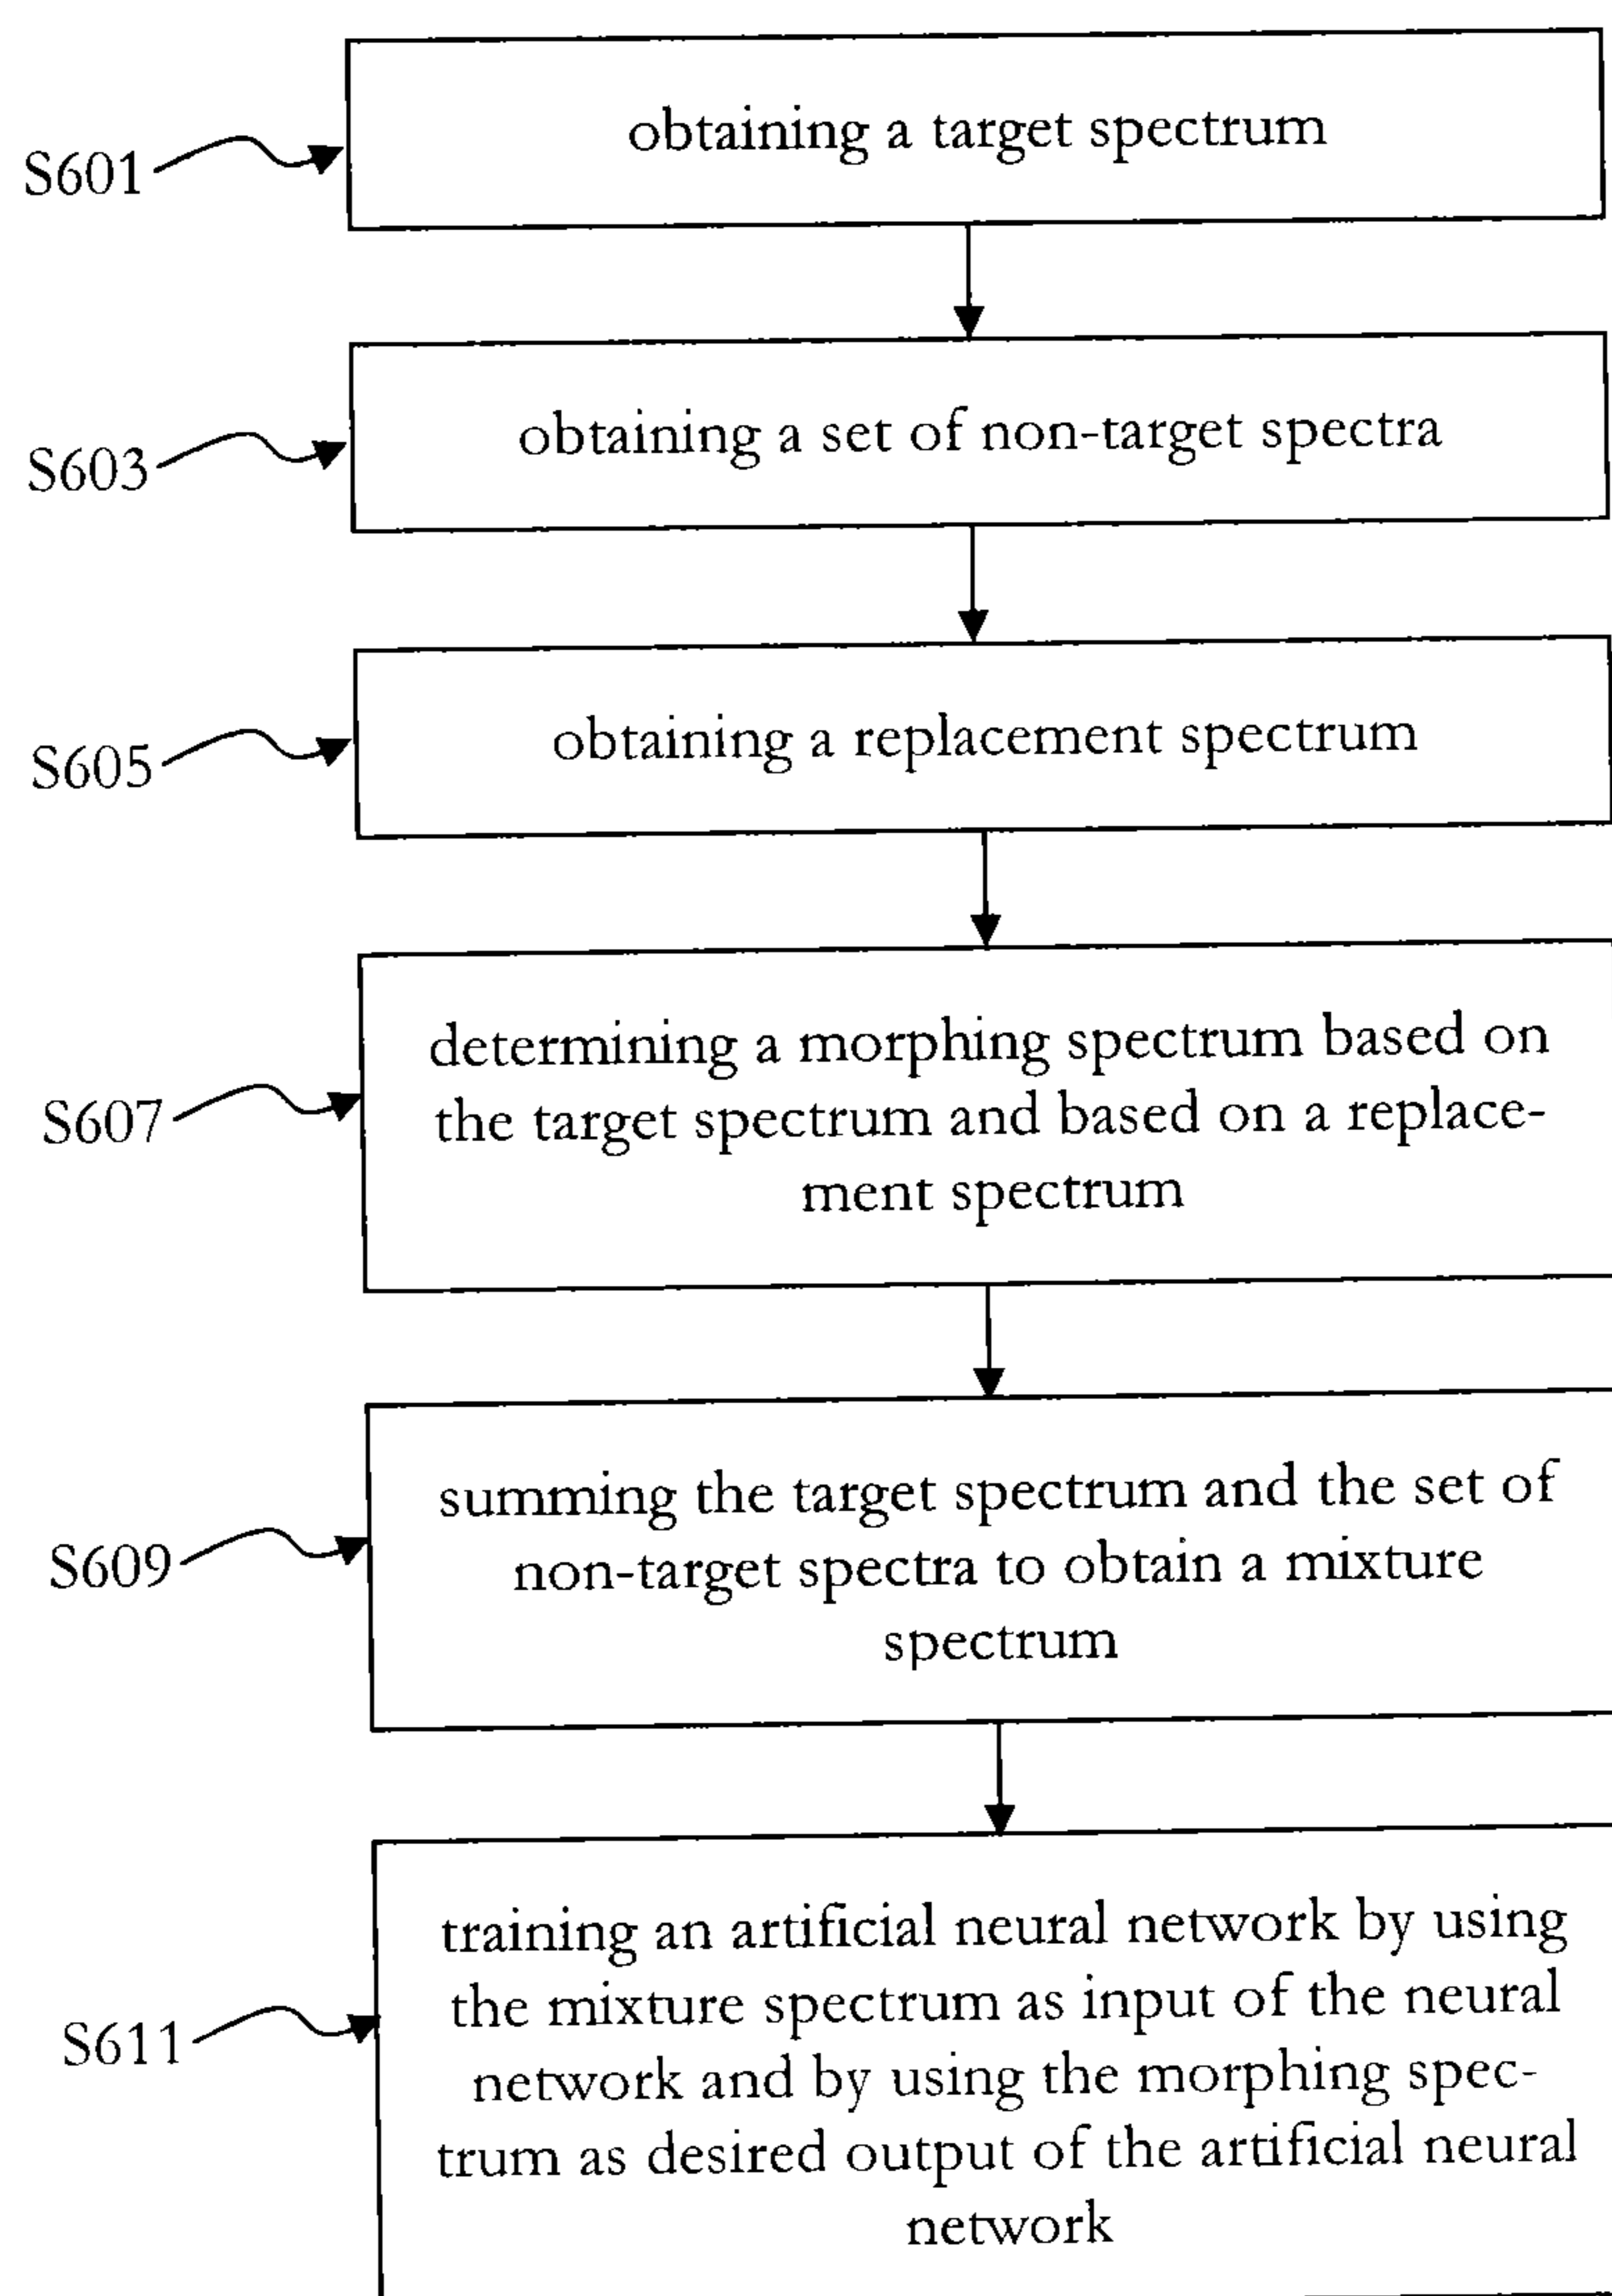 S601
obtaining a target spectrum
S603
obtaining a set of non-target spectra
S605
obtaining a replacement spectrum
S607
determining a morphing spectrum based on
the target spectrum and based on a replace-
ment spectrum
S609
summing the target spectrum and the set of
non-target spectra to obtain a mixture
spectrum
S611
training an artificial neural network by using
the mixture spectrum as input of the neural
network and by using the morphing spec-
trum as desired output of the artificial neural
network